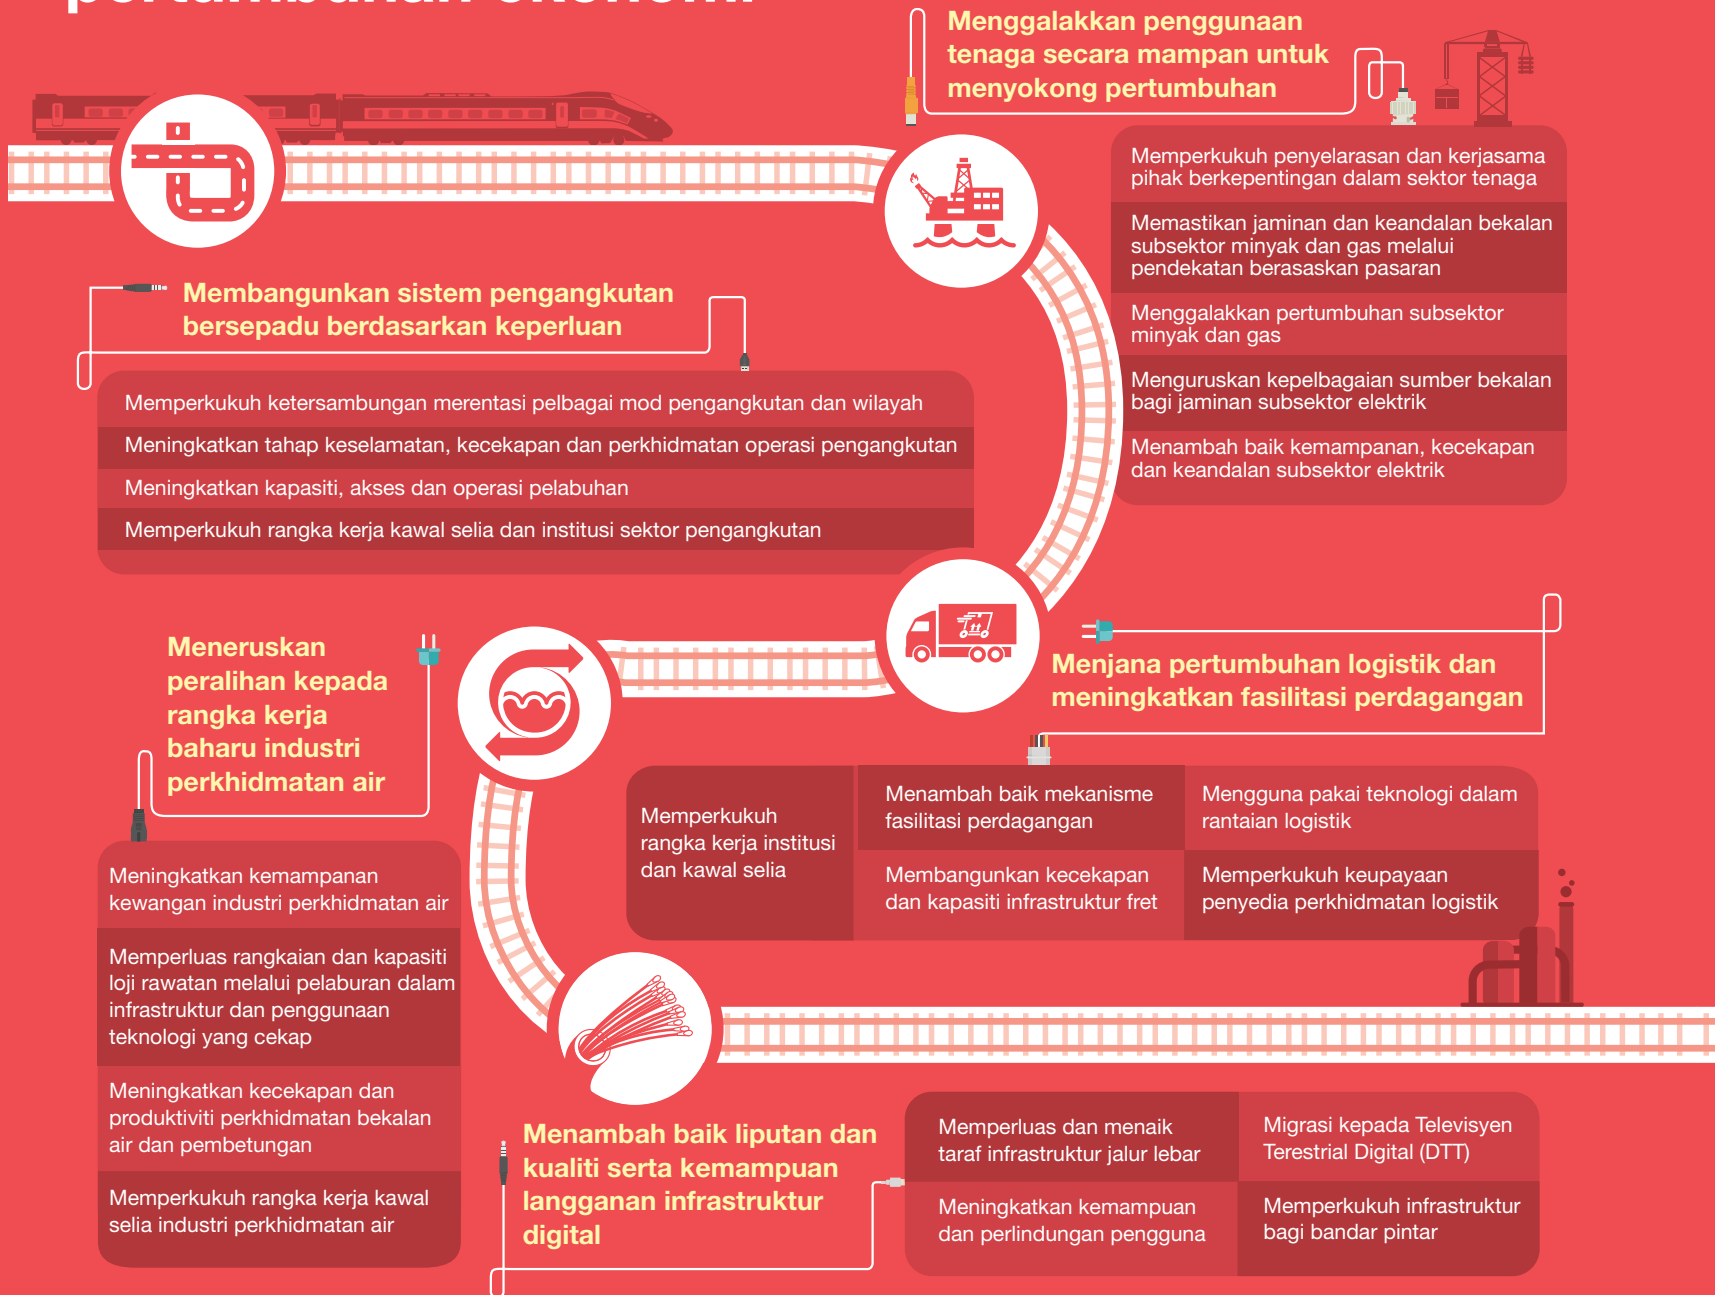 pertumbuhan ekonomi
Menggalakkan penggunaan
tenaga secara mampan untuk
menyokong pertumbuhan
Memperkukuh penyelarasan dan kerjasama
pihak berkepentingan dalam sektor tenaga
Memastikan jaminan dan keandalan bekalan
subsektor minyak dan gas melalui
pendekatan berasaskan pasaran
Menggalakkan pertumbuhan subsektor
minyak dan gas
Menguruskan kepelbagaian sumber bekalan
bagi jaminan subsektor elektrik
Menambah baik kemampanan, kecekapan
dan keandalan subsektor elektrik
Membangunkan sistem pengangkutan
bersepadu berdasarkan keperluan
Memperkukuh ketersambungan merentasi pelbagai mod pengangkutan dan wilayah
Meningkatkan tahap keselamatan, kecekapan dan perkhidmatan operasi pengangkutan
Meningkatkan kapasiti, akses dan operasi pelabuhan
Memperkukuh rangka kerja kawal selia dan institusi sektor pengangkutan
Menjana pertumbuhan logistik dan
meningkatkan fasilitasi perdagangan
Memperkukuh
rangka kerja institusi
dan kawal selia
Menambah baik mekanisme
fasilitasi perdagangan
Mengguna pakai teknologi dalam
rantaian logistik
Membangunkan kecekapan
dan kapasiti infrastruktur fret
Memperkukuh keupayaan
penyedia perkhidmatan logistik
Meneruskan
peralihan kepada
rangka kerja
baharu industri
perkhidmatan air
Meningkatkan kemampanan
kewangan industri perkhidmatan air
Memperluas rangkaian dan kapasiti
loji rawatan melalui pelaburan dalam
infrastruktur dan penggunaan
teknologi yang cekap
Meningkatkan kecekapan dan
produktiviti perkhidmatan bekalan
air dan pembetungan
Memperkukuh rangka kerja kawal
selia industri perkhidmatan air
Menambah baik liputan dan
kualiti serta kemampuan
langganan infrastruktur
digital
Memperluas dan menaik
taraf infrastruktur jalur lebar
Migrasi kepada Televisyen
Terestrial Digital (DTT)
Meningkatkan kemampuan
dan perlindungan pengguna
Memperkukuh infrastruktur
bagi bandar pintar